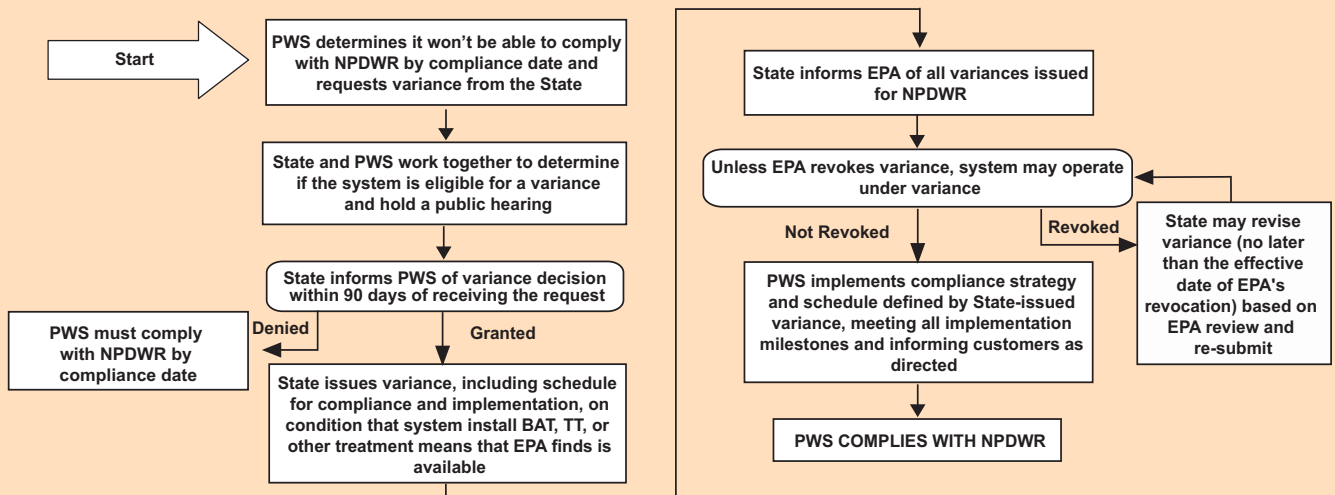 Start
PWS determines it won't be able to comply
with NPDWR by compliance date and
requests variance from the State
State and PWS work together to determine
if the system is eligible for a variance
and hold a public hearing
State informs PWS of variance decision
within 90 days of receiving the request
Denied
Granted
PWS must comply
with NPDWR by
compliance date
State issues variance, including schedule
for compliance and implementation, on
condition that system install BAT, TT, or
other treatment means that EPA finds is
available
State informs EPA of all variances issued
for NPDWR
Unless EPA revokes variance, system may operate
under variance
Not Revoked
Revoked
State may revise
variance (no later
than the effective
date of EPA's
revocation) based on
EPA review and
re-submit
PWS implements compliance strategy
and schedule defined by State-issued
variance, meeting all implementation
milestones and informing customers as
directed
PWS COMPLIES WITH NPDWR